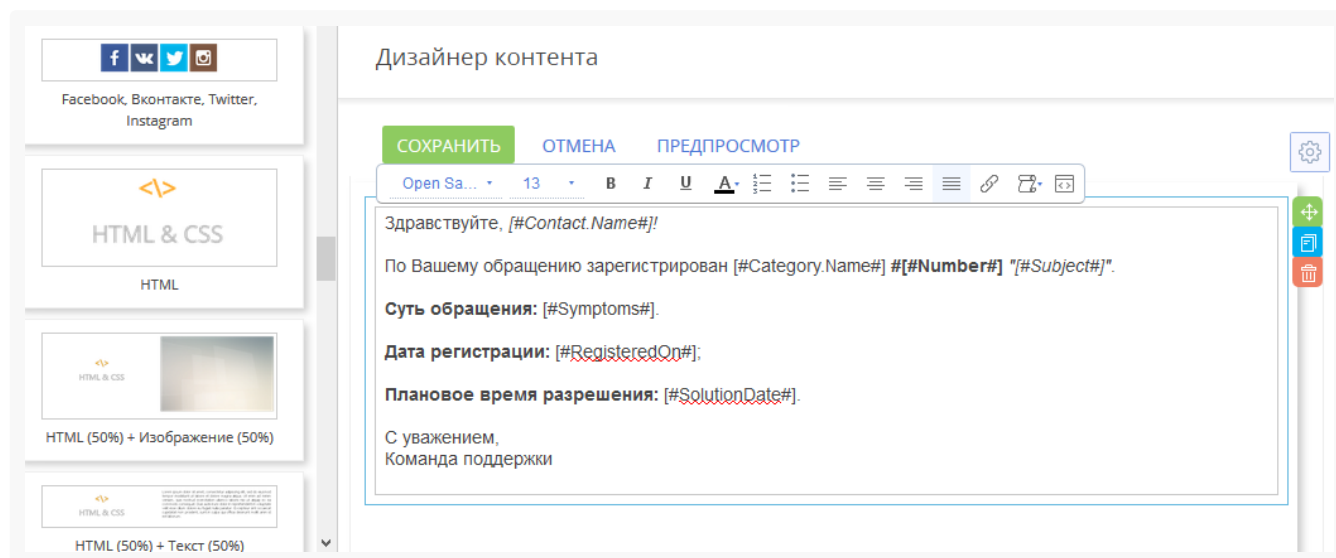 Facebook, Вконтакте, Twitter,
Instagram
<\>
HTML & CSS
HTML
<\>
HTML & CSS
HTML (50%) + Изображение (50%)
<\>
HTML & CSS
HTML (50%) + Текст (50%)
Дизайнер контента
СОХРАНИТЬ ОТМЕНА ПРЕДПРОСМОТР
Open Sa... 13 B I U A
Здравствуйте, [#Contact.Name#]!
По Вашему обращению зарегистрирован [#Category.Name#] #[#Number#] "[#Subject#]".
Суть обращения: [#Symptoms#].
Дата регистрации: [#RegisteredOn#];
Плановое время разрешения: [#SolutionDate#].
С уважением,
Команда поддержки